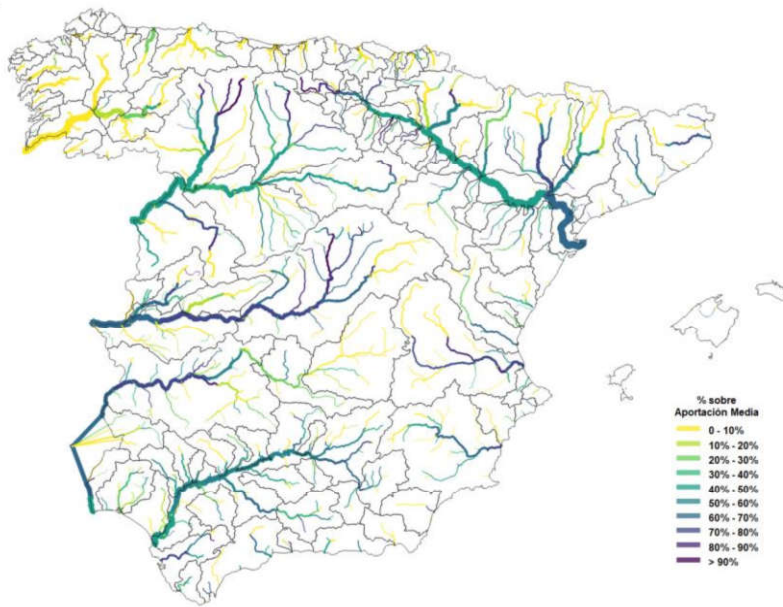 % sobre
Aportación Media
0 - 10%
10% - 20%
20% - 30%
30% - 40%
40% - 50%
50% - 60%
60% - 70%
70% - 80%
80% - 90%
> 90%